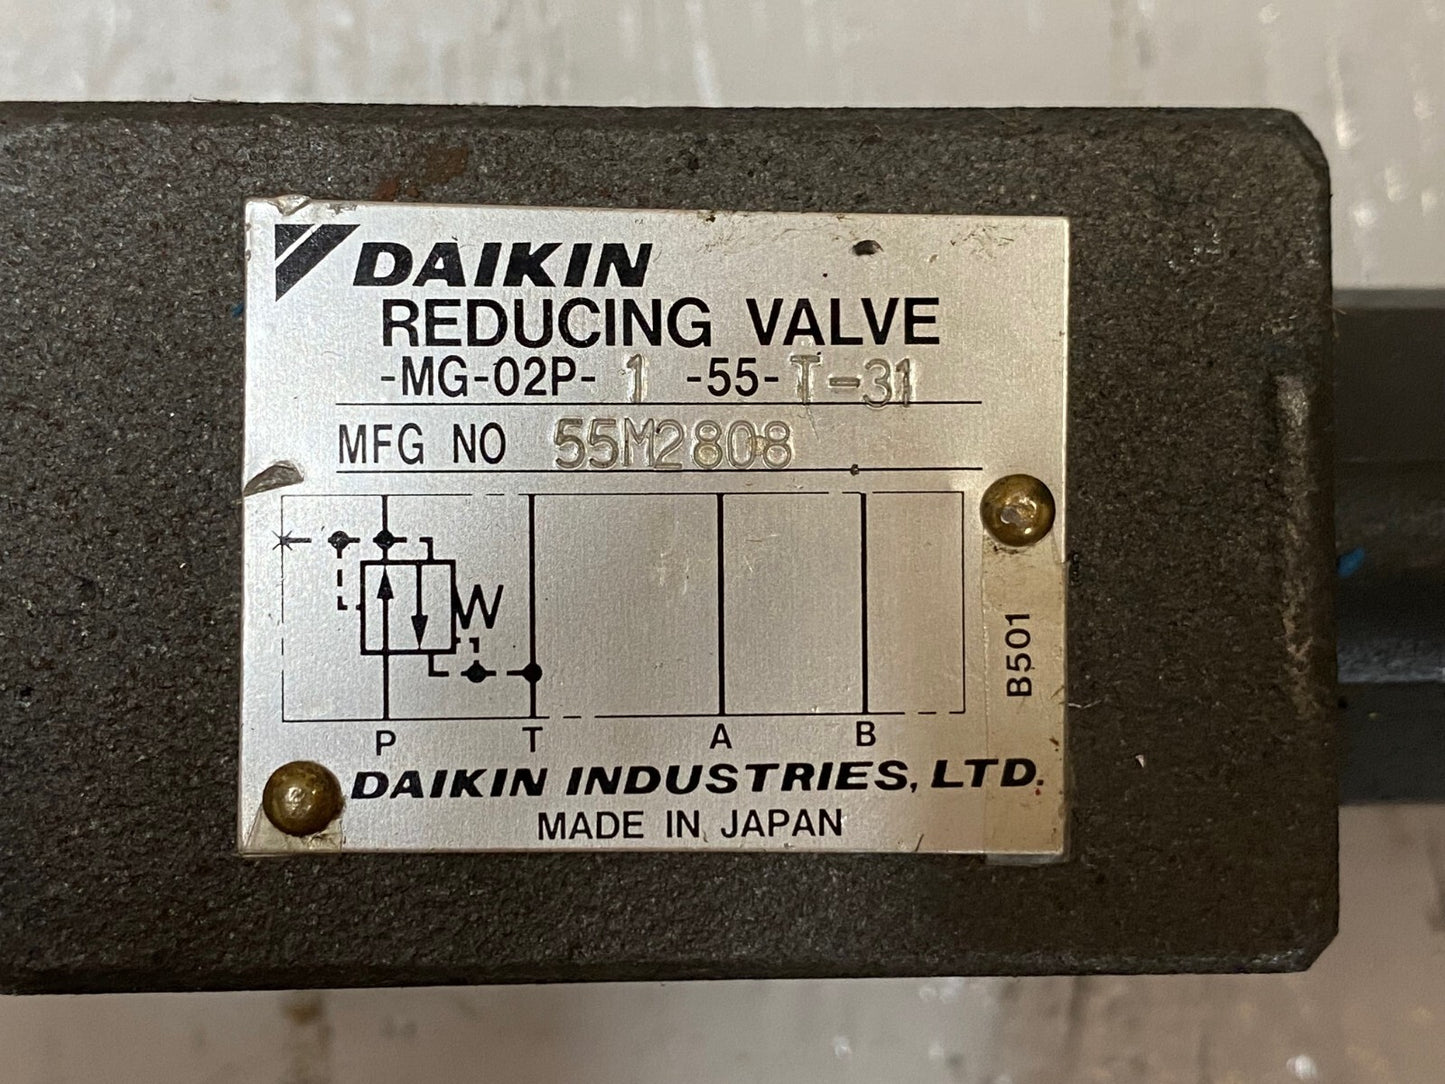 DAIKIN
REDUCING VALVE
-MG-02P- 1 -55-T-31
MFG NO 55M2808
P T A B
B501
DAIKIN INDUSTRIES, LTD.
MADE IN JAPAN